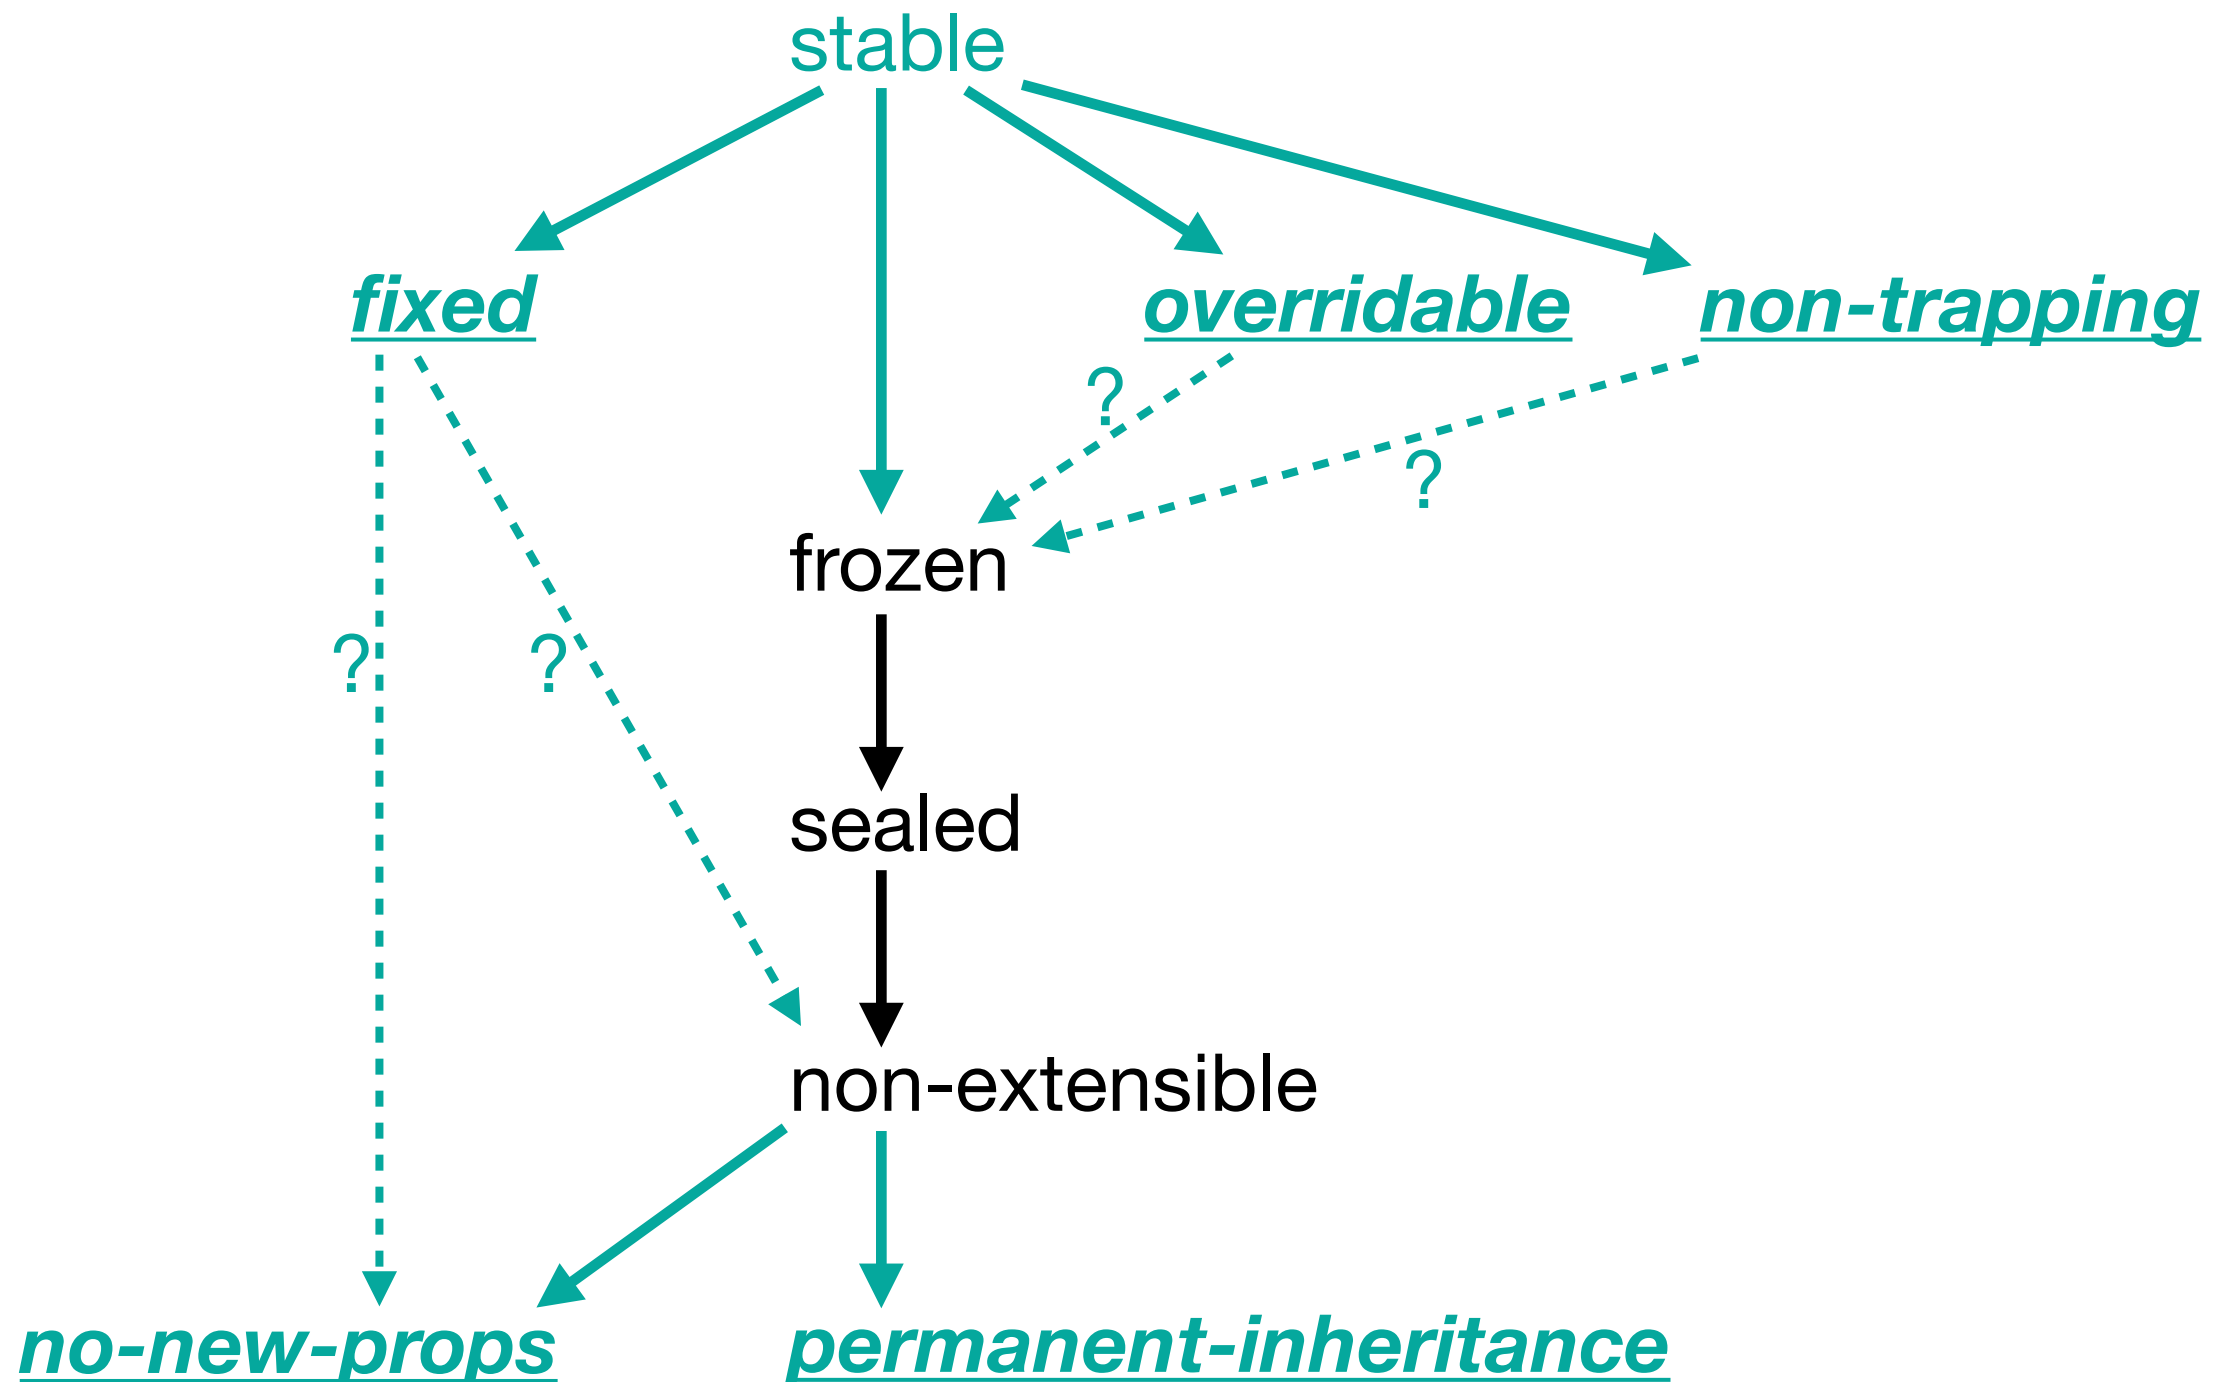 stable
fixed
overridable
non-trapping
?
?
frozen
?
?
sealed
non-extensible
no-new-props
permanent-inheritance